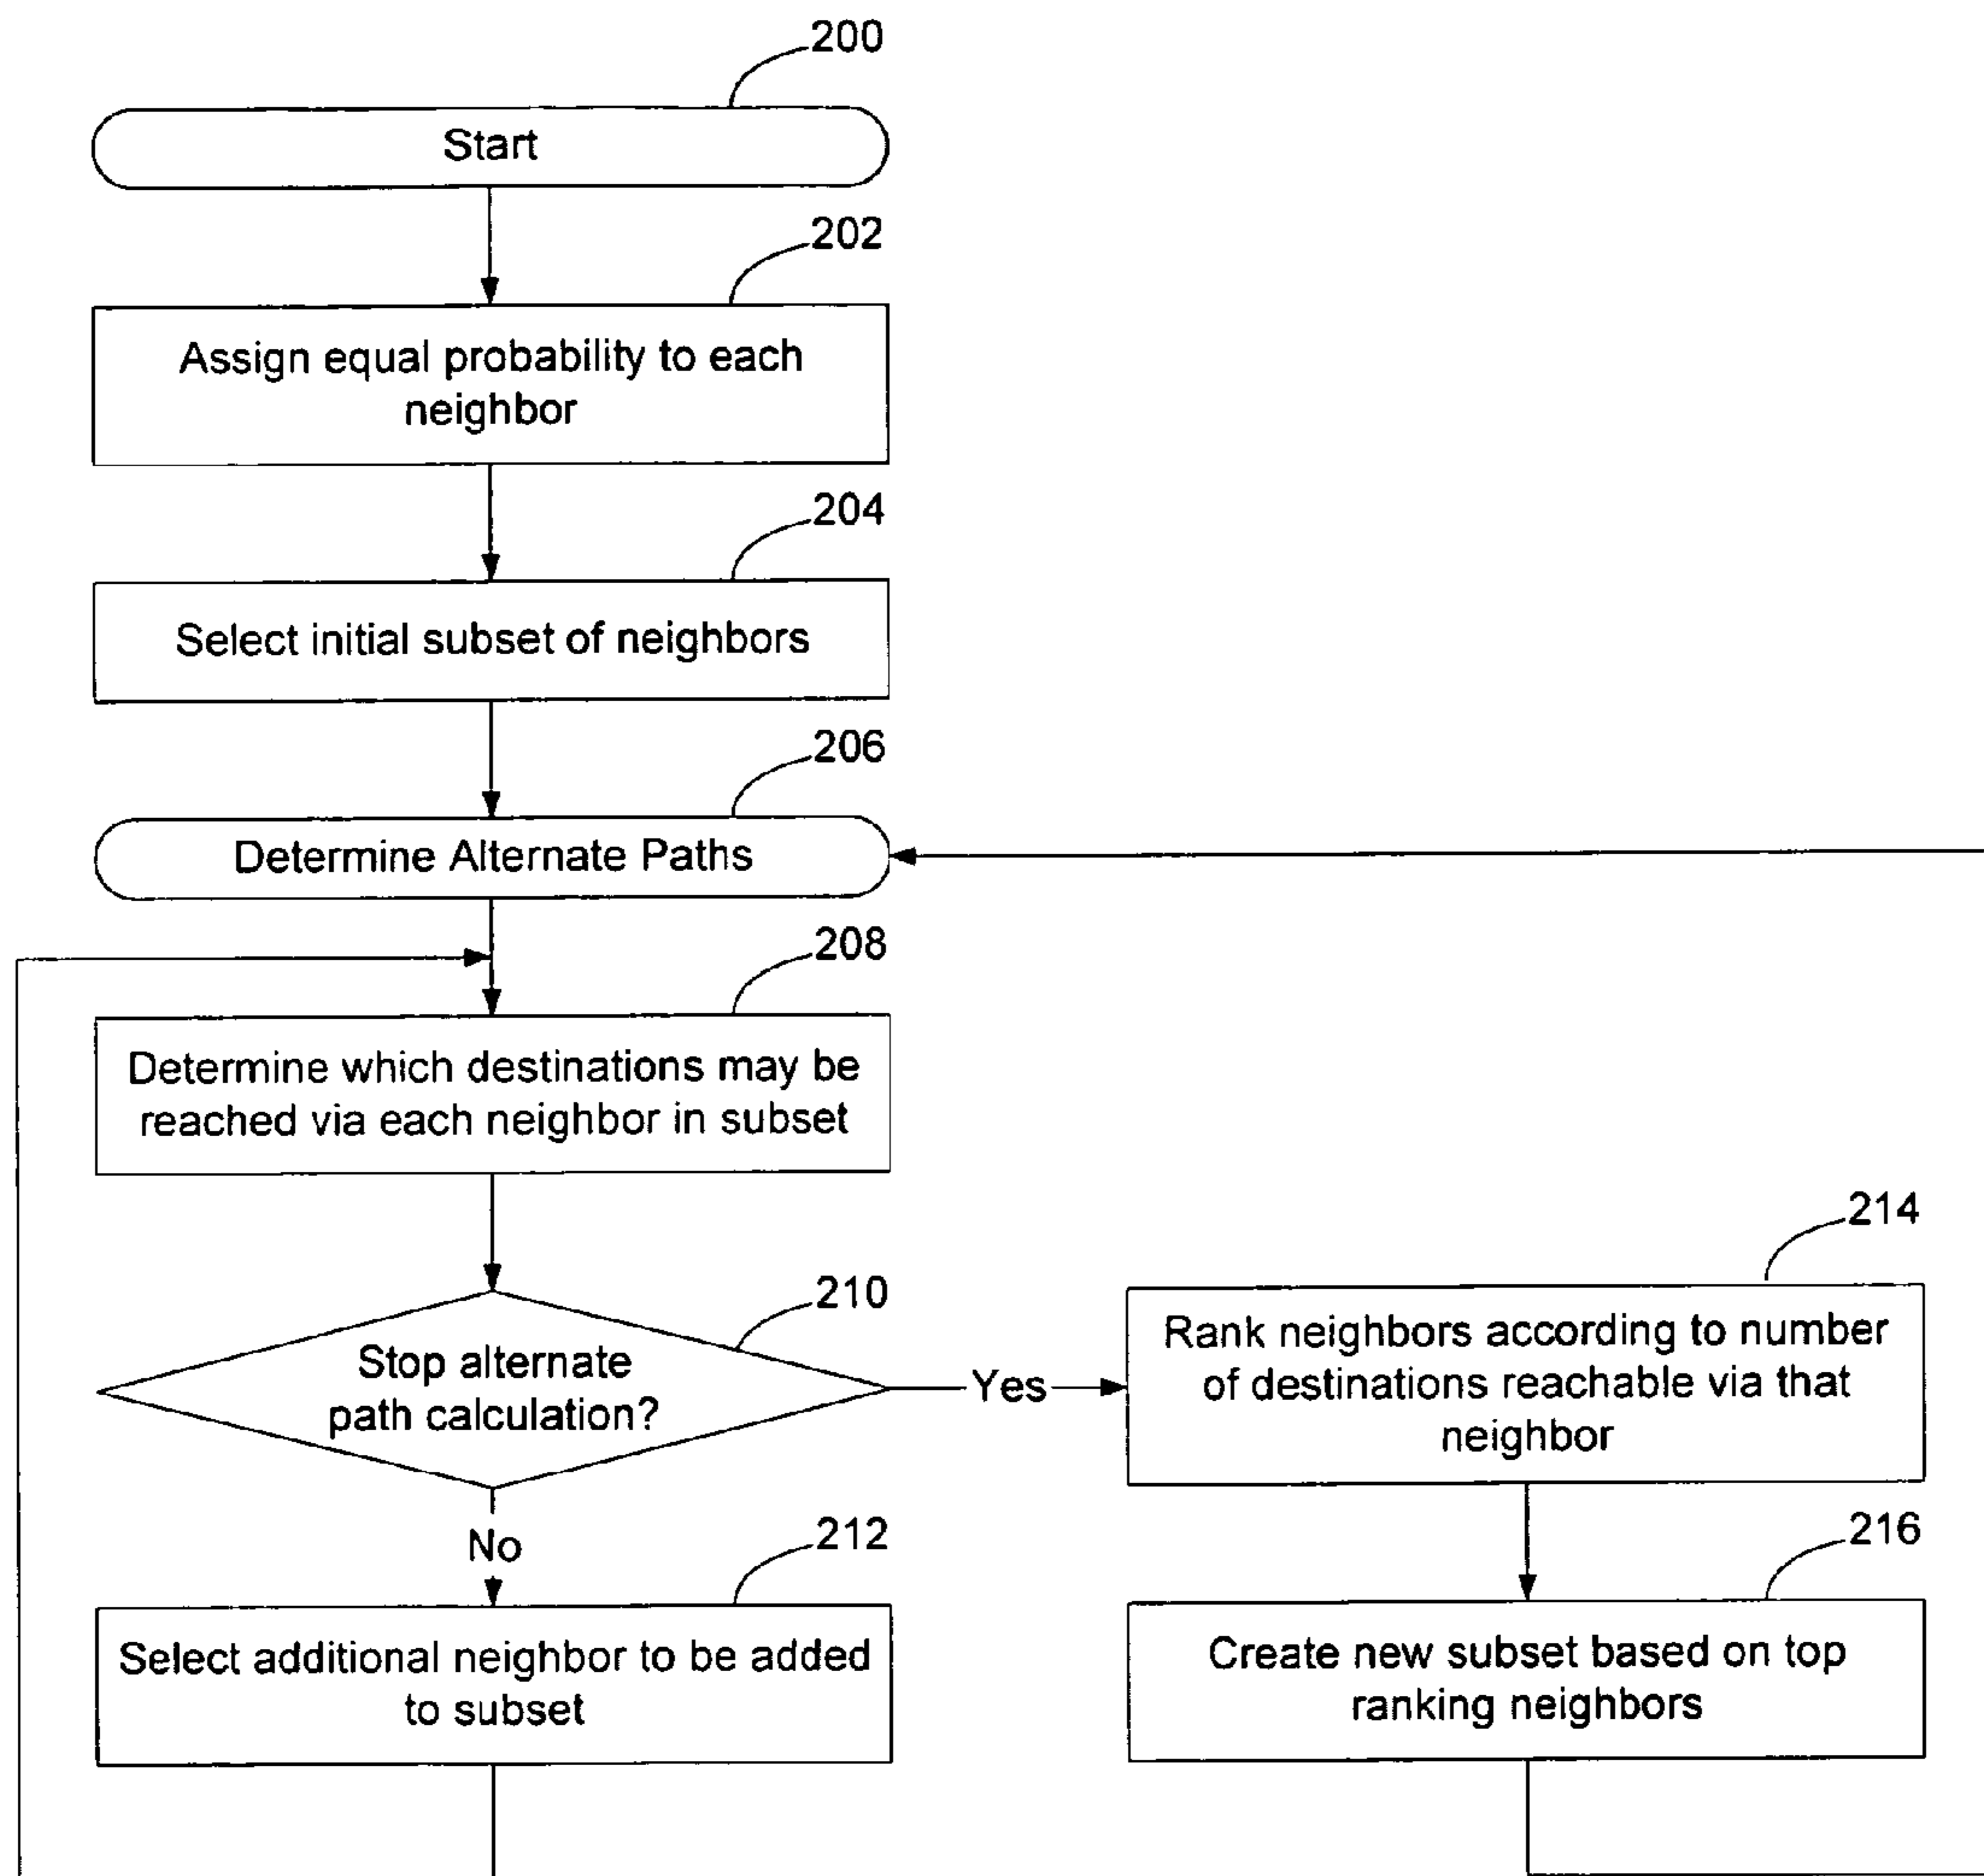 200
Start
202
Assign equal probability to each
neighbor
204
Select initial subset of neighbors
206
Determine Alternate Paths
208
Determine which destinations may be
reached via each neighbor in subset
210
Stop alternate
path calculation?
Yes
No
212
Select additional neighbor to be added
to subset
214
Rank neighbors according to number
of destinations reachable via that
neighbor
216
Create new subset based on top
ranking neighbors